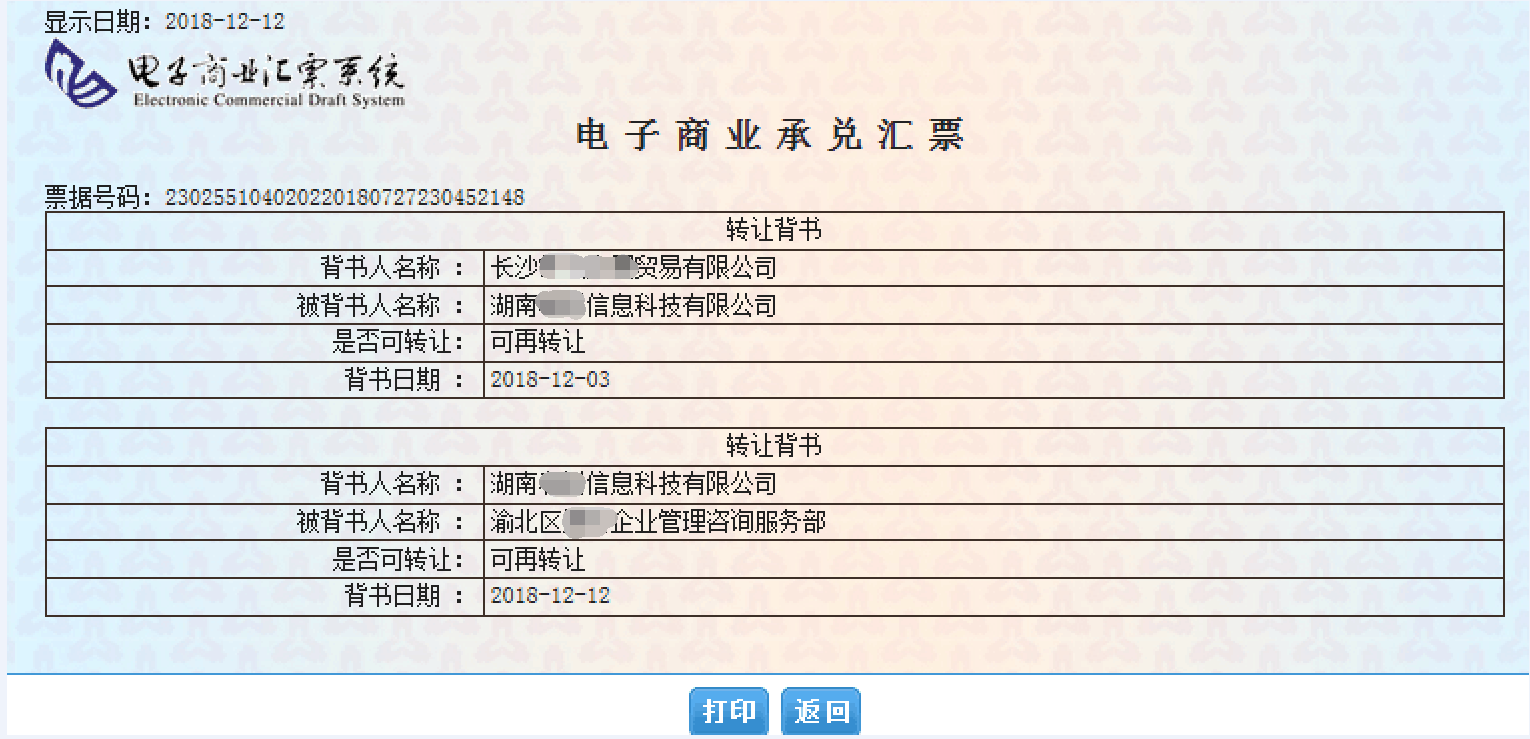 显示日期：2018-12-12
电子商业汇票系统
Electronic Commercial Draft System
电子商业承兑汇票
票据号码：230255104020220180727230452148
转让背书
背书人名称 ： 长沙贸易有限公司
被背书人名称 ： 湖南信息科技有限公司
是否可转让： 可再转让
背书日期 ： 2018-12-03
转让背书
背书人名称 ： 湖南信息科技有限公司
被背书人名称 ： 渝北区企业管理咨询服务部
是否可转让： 可再转让
背书日期 ： 2018-12-12
打印 返回